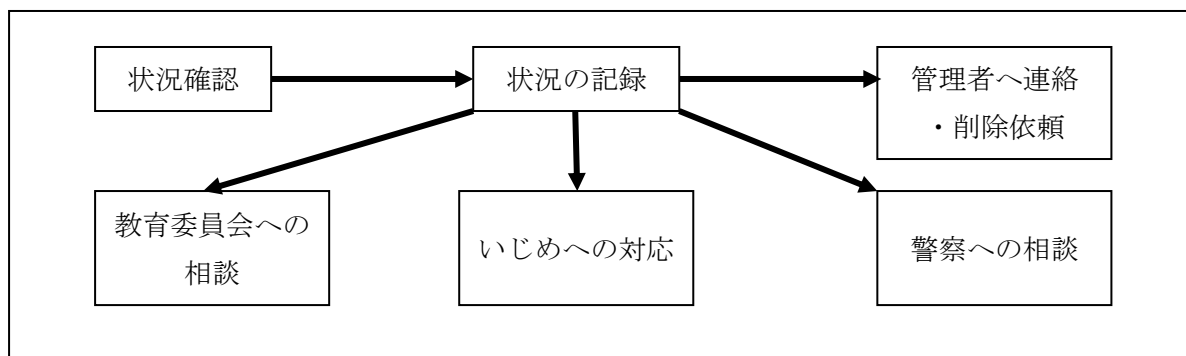 状況確認
状況の記録
管理者へ連絡
・削除依頼
教育委員会への
相談
いじめへの対応
警察への相談